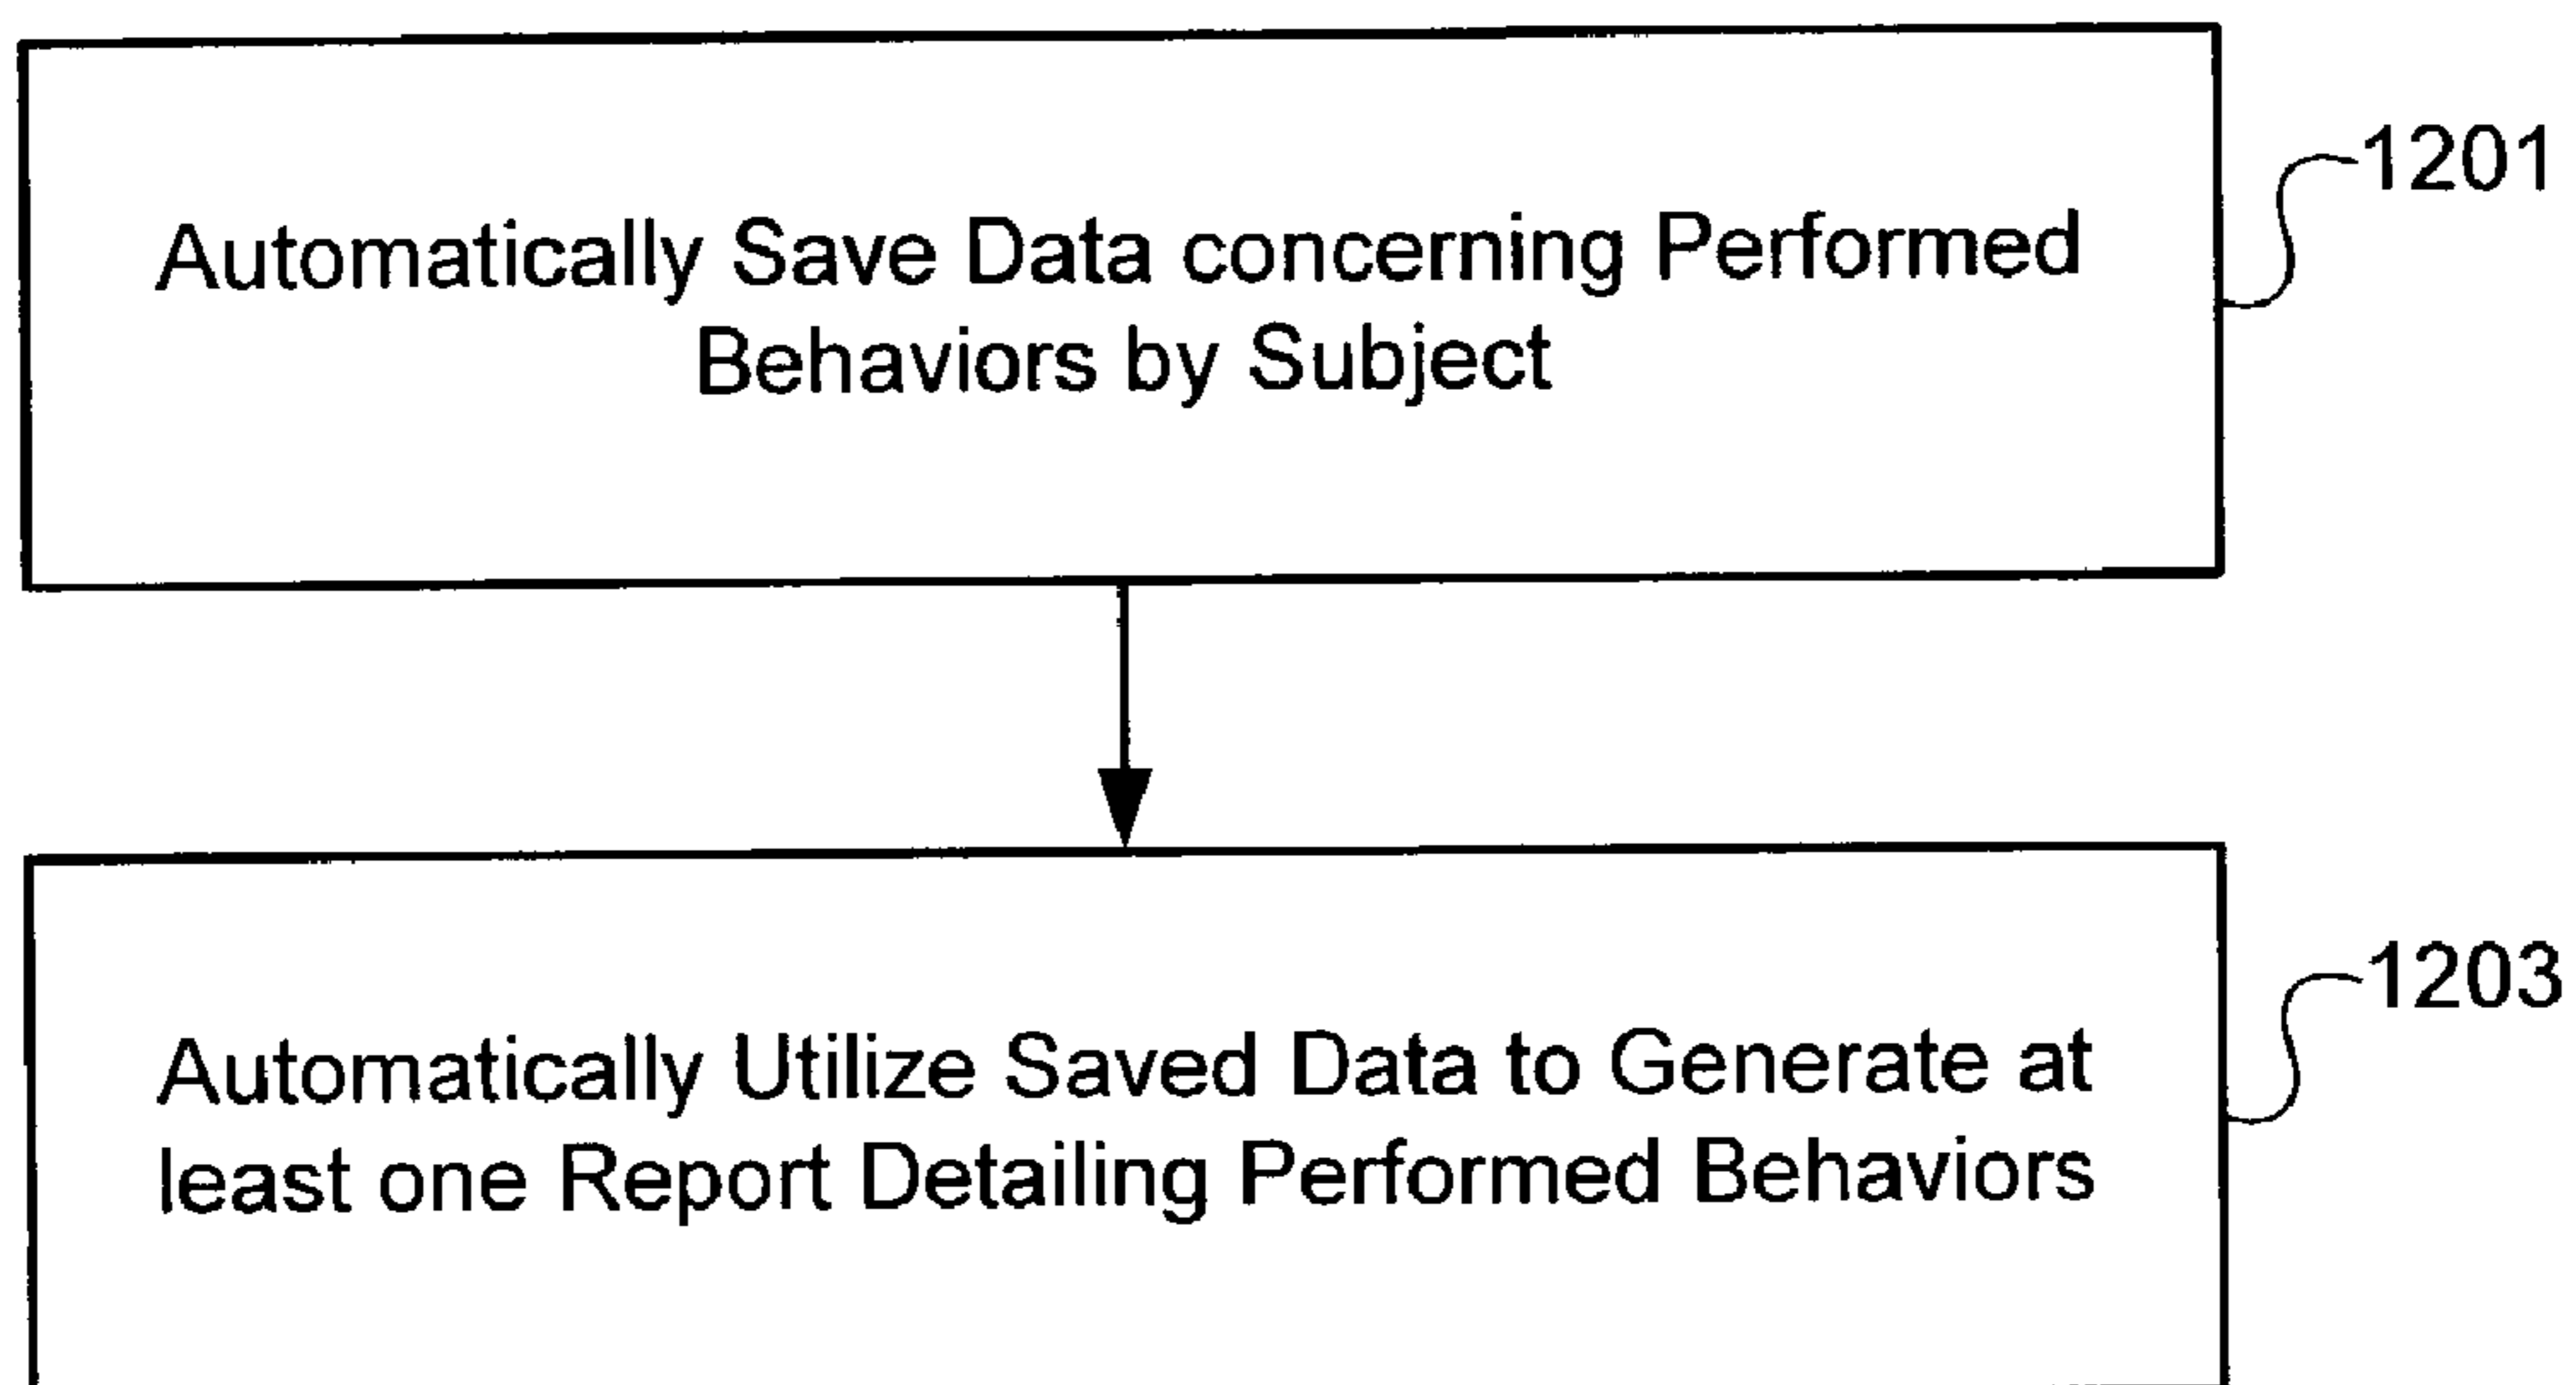 1201
Automatically Save Data concerning Performed
Behaviors by Subject
1203
Automatically Utilize Saved Data to Generate at
least one Report Detailing Performed Behaviors